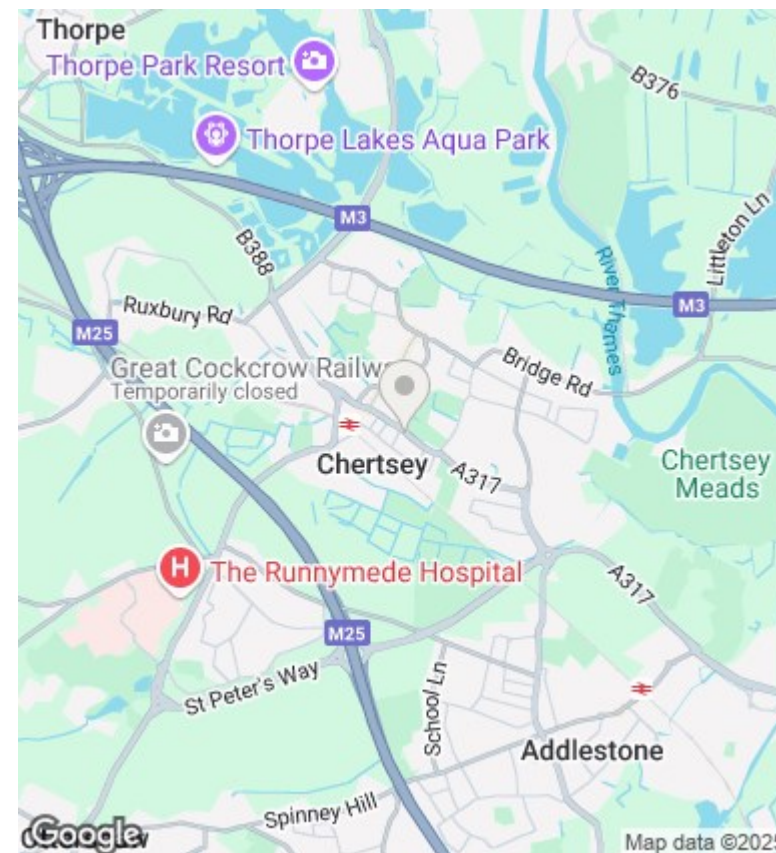 Thorpe
Thorpe Park Resort
B376
Thorpe Lakes Aqua Park
Littleton Ln
M3
B388
River Thames
Ruxbury Rd
M3
M25
Great Cockcrow Railw
Temporarily closed
Bridge Rd
Chertsey
A317
Chertsey
Meads
H
The Runnymede Hospital
A317
M25
St Peter's Way
School Ln
Addlestone
Spinney Hill
Google
Map data ©2025